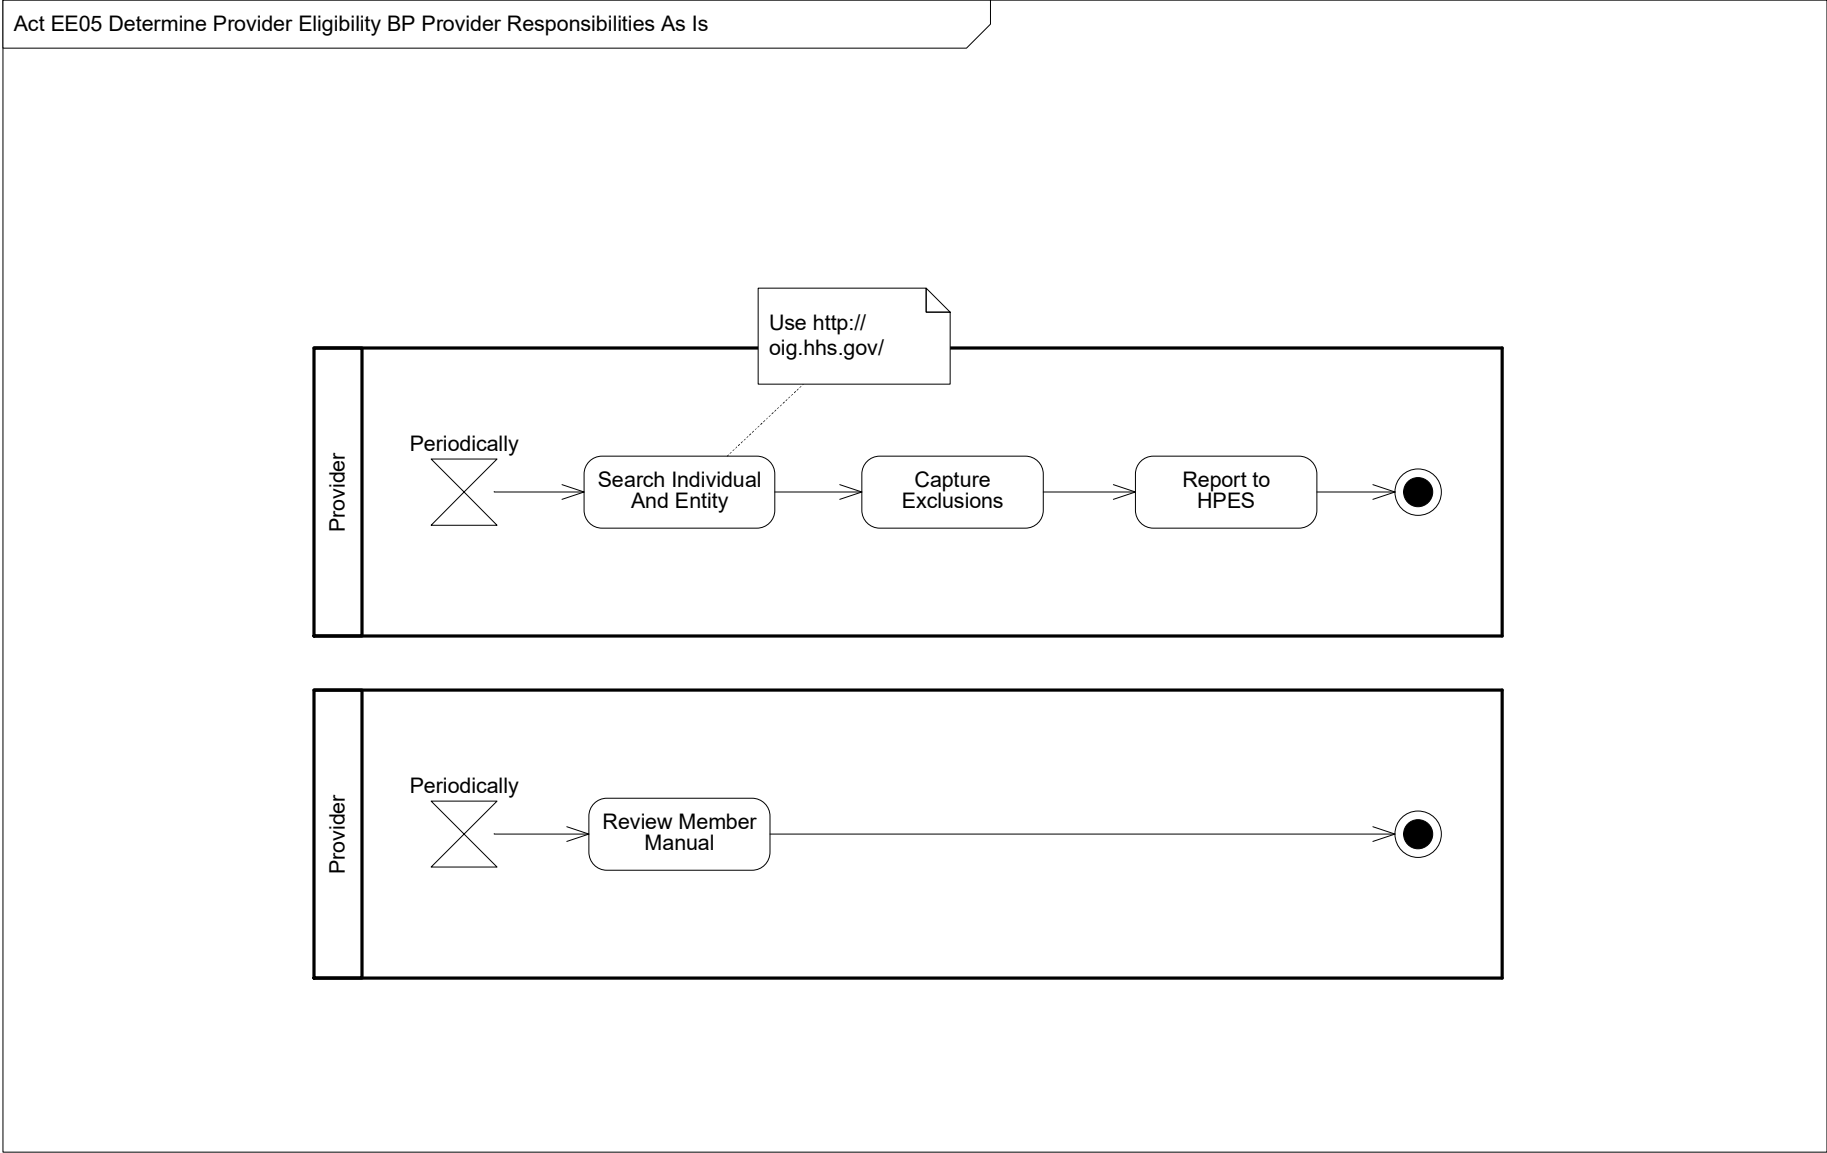 Act EE05 Determine Provider Eligibility BP Provider Responsibilities As Is
Use http://
oig.hhs.gov/
Provider
Periodically
Search Individual
And Entity
Capture
Exclusions
Report to
HPES
Provider
Periodically
Review Member
Manual